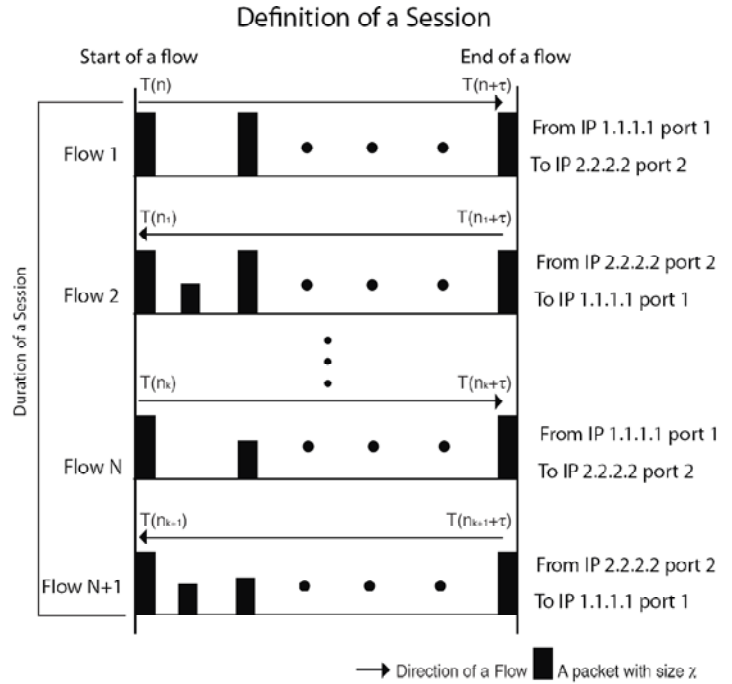 Definition of a Session
Start of a flow
End of a flow
T(n)
T(n+τ)
Flow 1
From IP 1.1.1.1 port 1
To IP 2.2.2.2 port 2
T(n₁)
T(n₁+τ)
Flow 2
From IP 2.2.2.2 port 2
To IP 1.1.1.1 port 1
Duration of a Session
T(nₖ)
T(nₖ+τ)
Flow N
From IP 1.1.1.1 port 1
To IP 2.2.2.2 port 2
T(nₖ₊₁)
T(nₖ₊₁+τ)
Flow N+1
From IP 2.2.2.2 port 2
To IP 1.1.1.1 port 1
Direction of a Flow
A packet with size χ